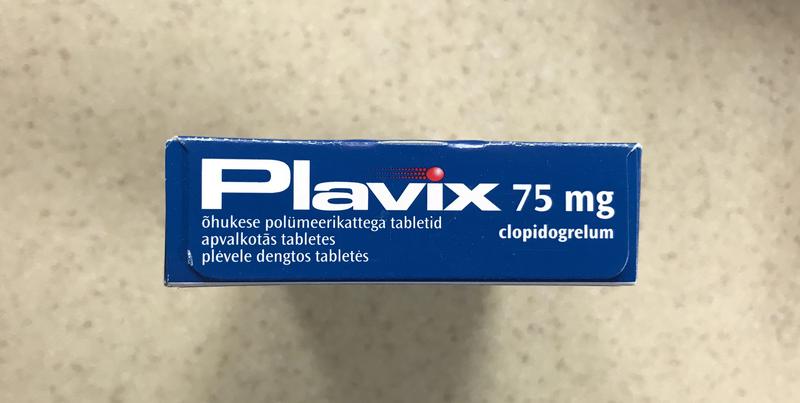 Plavix 75 mg
õhukese polümeerikattega tabletid
apvalkotās tabletes
plėvele dengtos tabletės
clopidogrelum